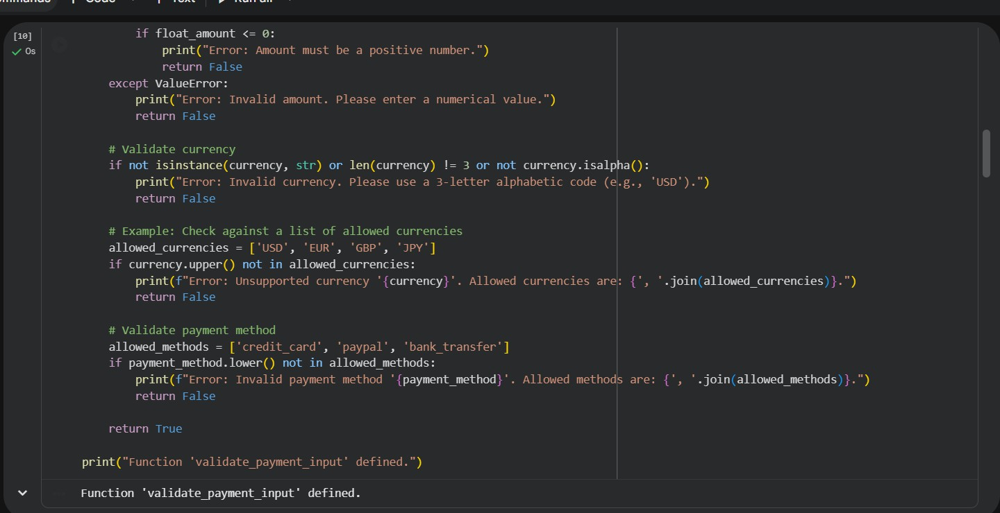 Commands + Code + Text Run all
[10]
0s
if float_amount <= 0:
print("Error: Amount must be a positive number.")
return False
except ValueError:
print("Error: Invalid amount. Please enter a numerical value.")
return False
# Validate currency
if not isinstance(currency, str) or len(currency) != 3 or not currency.isalpha():
print("Error: Invalid currency. Please use a 3-letter alphabetic code (e.g., 'USD').")
return False
# Example: Check against a list of allowed currencies
allowed_currencies = ['USD', 'EUR', 'GBP', 'JPY']
if currency.upper() not in allowed_currencies:
print(f"Error: Unsupported currency '{currency}'. Allowed currencies are: {', '.join(allowed_currencies)}.")
return False
# Validate payment method
allowed_methods = ['credit_card', 'paypal', 'bank_transfer']
if payment_method.lower() not in allowed_methods:
print(f"Error: Invalid payment method '{payment_method}'. Allowed methods are: {', '.join(allowed_methods)}.")
return False
return True
print("Function 'validate_payment_input' defined.")
Function 'validate_payment_input' defined.